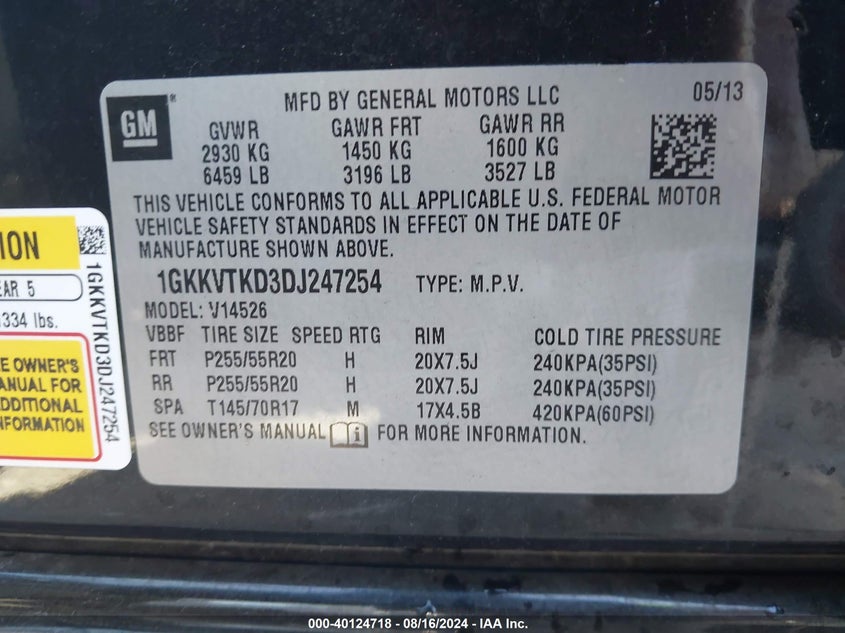 GM
®
MFD BY GENERAL MOTORS LLC
05/13
GVWR GAWR FRT GAWR RR
2930 KG 1450 KG 1600 KG
6459 LB 3196 LB 3527 LB
THIS VEHICLE CONFORMS TO ALL APPLICABLE U.S. FEDERAL MOTOR
VEHICLE SAFETY STANDARDS IN EFFECT ON THE DATE OF
MANUFACTURE SHOWN ABOVE.
1GKKVTKD3DJ247254 TYPE: M.P.V.
MODEL: V14526
VBBF TIRE SIZE SPEED RTG RIM COLD TIRE PRESSURE
FRT P255/55R20 H 20X7.5J 240KPA(35PSI)
RR P255/55R20 H 20X7.5J 240KPA(35PSI)
SPA T145/70R17 M 17X4.5B 420KPA(60PSI)
SEE OWNER'S MANUAL i FOR MORE INFORMATION.
ION
EAR 5
334 lbs.
EE OWNER'S
MANUAL FOR
ADDITIONAL
NFORMATION
1GKKVTKD3DJ247254
000-40124718 - 08/16/2024 - IAA Inc.